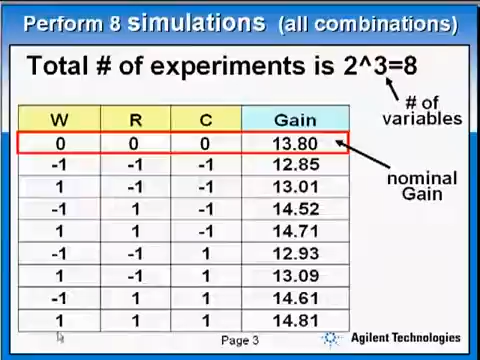 Perform 8 simulations (all combinations)
Total # of experiments is 2^3=8
# of
variables
W R C Gain
0 0 0 13.80
-1 -1 -1 12.85
1 -1 -1 13.01
-1 1 -1 14.52
1 1 -1 14.71
-1 -1 1 12.93
1 -1 1 13.09
-1 1 1 14.61
1 1 1 14.81
nominal
Gain
Page 3
Agilent Technologies